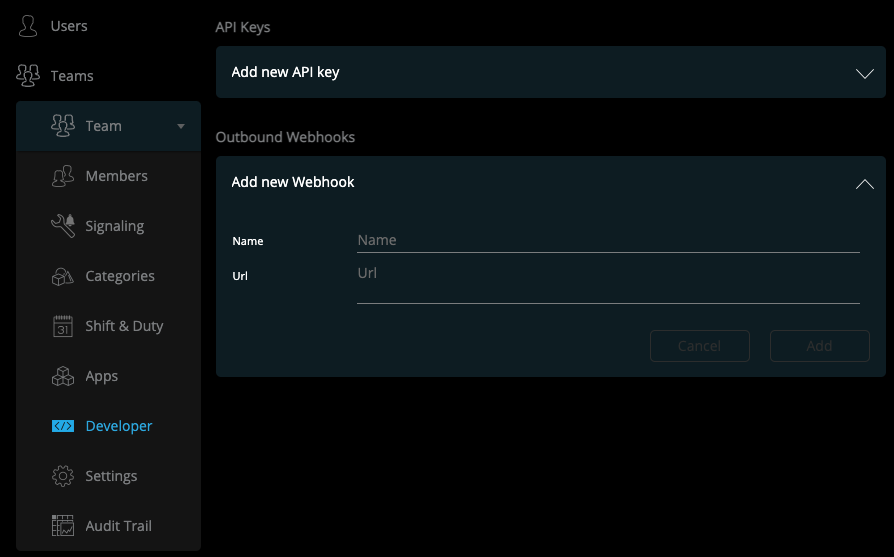 Users
Teams
Team
Members
Signaling
Categories
31
Shift & Duty
Apps
</>
Developer
Settings
Audit Trail
API Keys
Add new API key
Outbound Webhooks
Add new Webhook
Name
Name
Url
Url
Cancel
Add